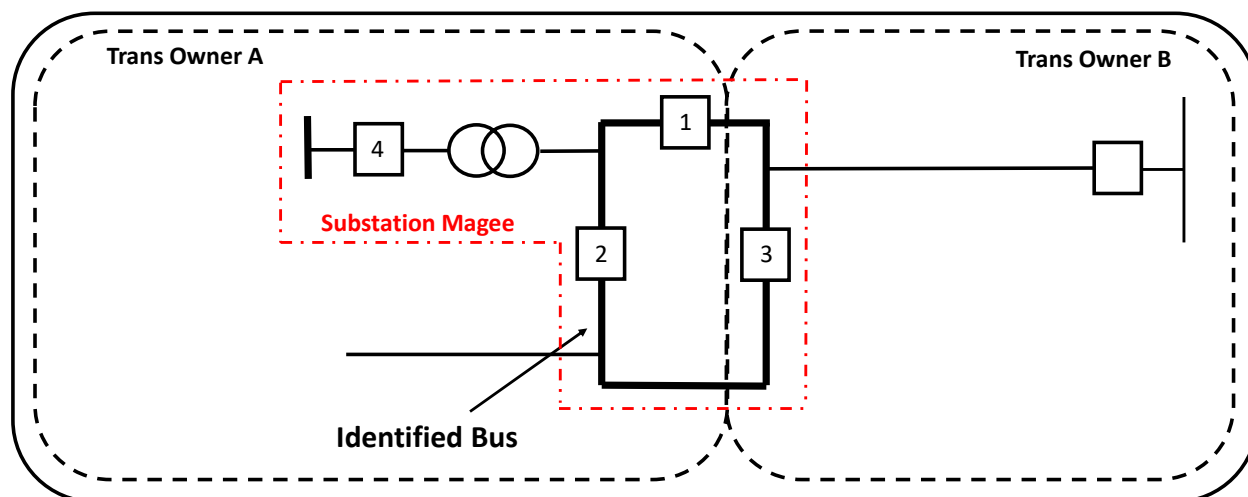 Trans Owner A
Trans Owner B
1
4
Substation Magee
2
3
Identified Bus